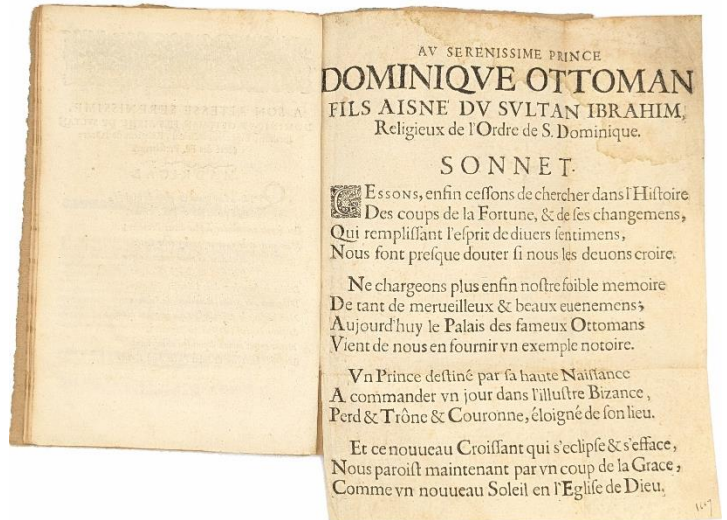 AV SERENISSIME PRINCE
DOMINIQVE OTTOMAN
FILS AISNE' DV SVLTAN IBRAHIM,
Religieux de l'Ordre de S. Dominique.
SONNET.
CESSONS, enfin ceſſons de chercher dans l'Hiſtoire
Des coups de la Fortune, & de ſes changemens,
Qui rempliſſant l'eſprit de diuers ſentimens,
Nous font preſque douter ſi nous les deuons croire.
Ne chargeons plus enfin noſtre foible memoire
De tant de merueilleux & beaux euenemens;
Aujourd'huy le Palais des fameux Ottomans
Vient de nous en fournir vn exemple notoire.
Vn Prince deſtiné par ſa haute Naiſſance
A commander vn jour dans l'illuſtre Bizance,
Perd & Trône & Couronne, éloigné de ſon lieu.
Et ce nouueau Croiſſant qui s'eclipſe & s'efface,
Nous paroiſt maintenant par vn coup de la Grace,
Comme vn nouueau Soleil en l'Egliſe de Dieu.